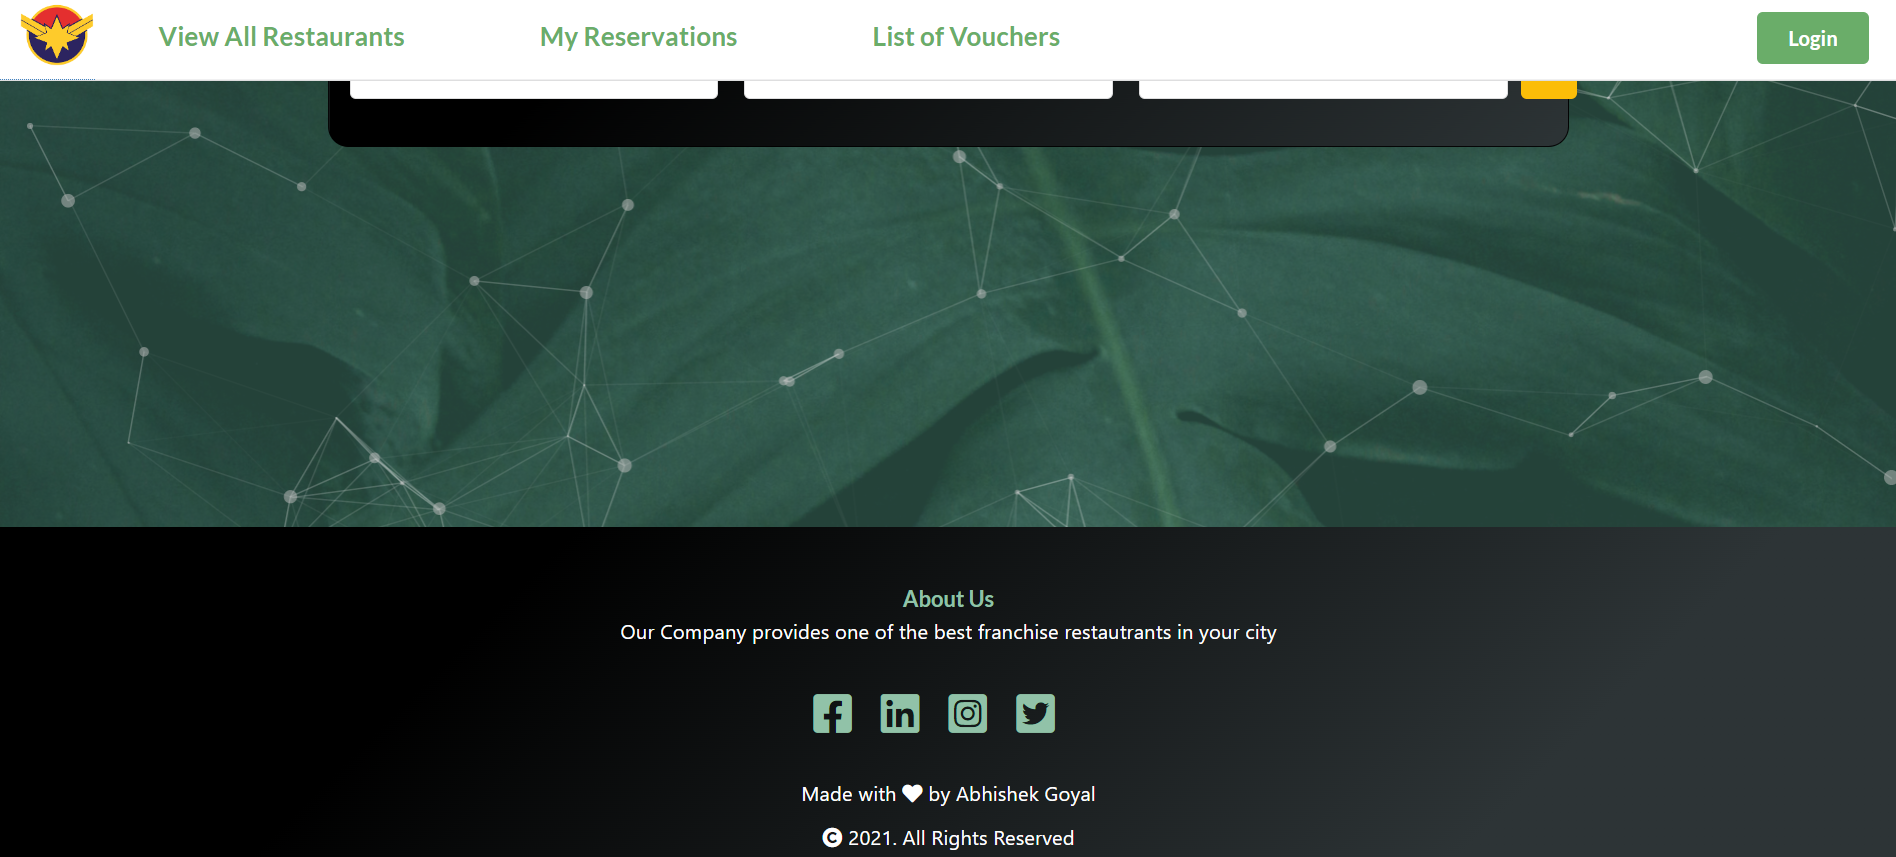 View All Restaurants My Reservations List of Vouchers Login
About Us
Our Company provides one of the best franchise restautrants in your city
Made with by Abhishek Goyal
© 2021. All Rights Reserved